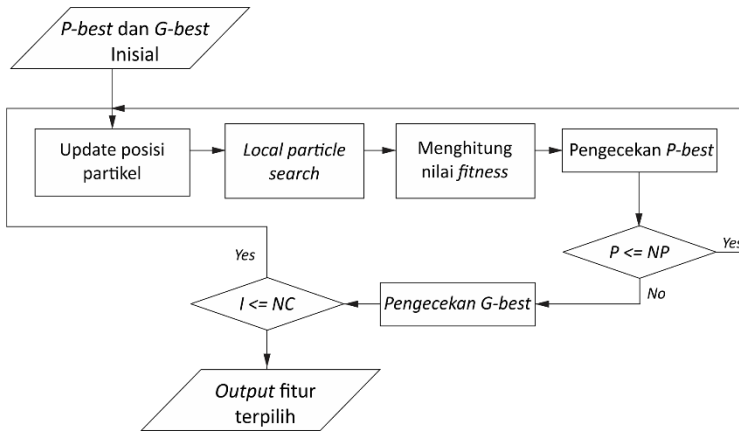 P-best dan G-best
Inisial
Update posisi
partikel
Local particle
search
Menghitung
nilai fitness
Pengecekan P-best
P <= NP
Yes
No
Pengecekan G-best
I <= NC
Yes
Output fitur
terpilih